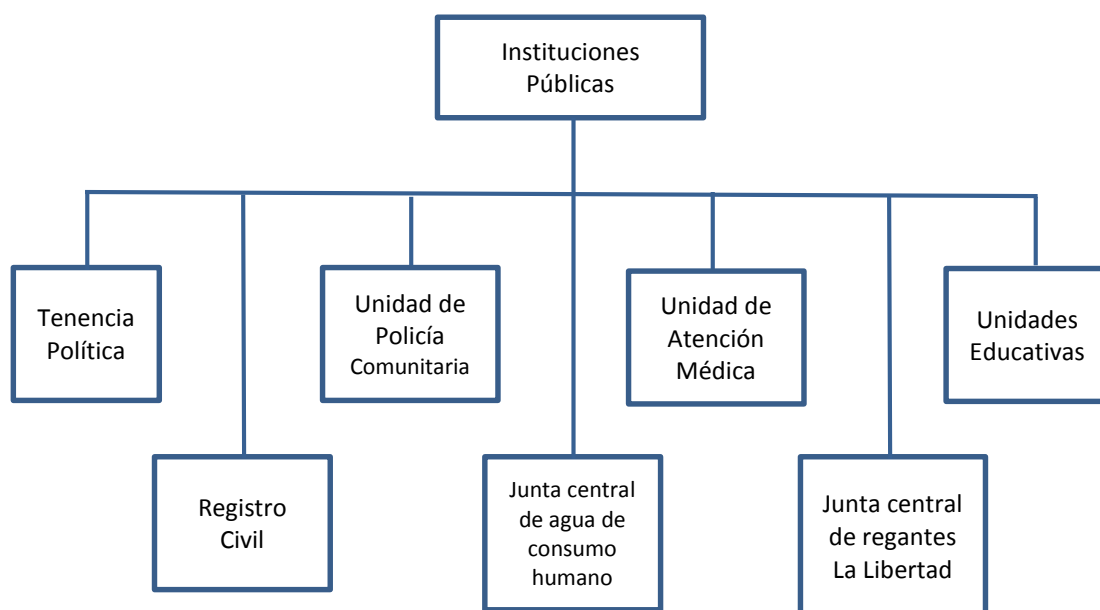 Instituciones
Públicas
Tenencia
Política
Unidad de
Policía
Comunitaria
Unidad de
Atención
Médica
Unidades
Educativas
Registro
Civil
Junta central
de agua de
consumo
humano
Junta central
de regantes
La Libertad